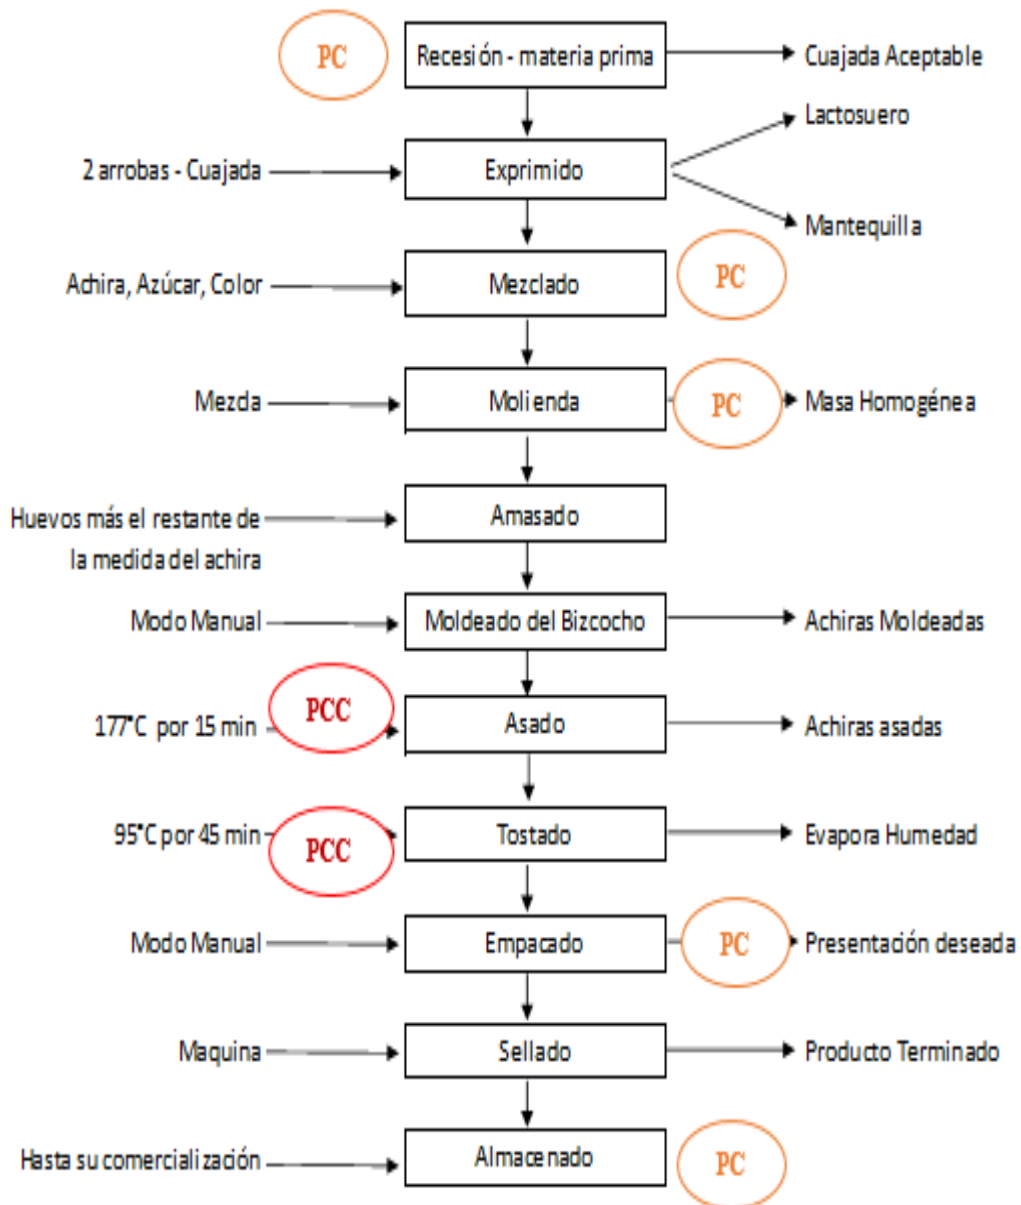 PC
Recesión - materia prima
Cuajada Aceptable
Lactosuero
2 arrobas - Cuajada
Exprimido
Mantequilla
Achira, Azúcar, Color
Mezclado
PC
Mezcla
Molienda
PC
Masa Homogénea
Huevos más el restante de
la medida del achira
Amasado
Modo Manual
Moldeado del Bizcocho
Achiras Moldeadas
PCC
177°C por 15 min
Asado
Achiras asadas
95°C por 45 min
PCC
Tostado
Evapora Humedad
Modo Manual
Empacado
PC
Presentación deseada
Maquina
Sellado
Producto Terminado
Hasta su comercialización
Almacenado
PC